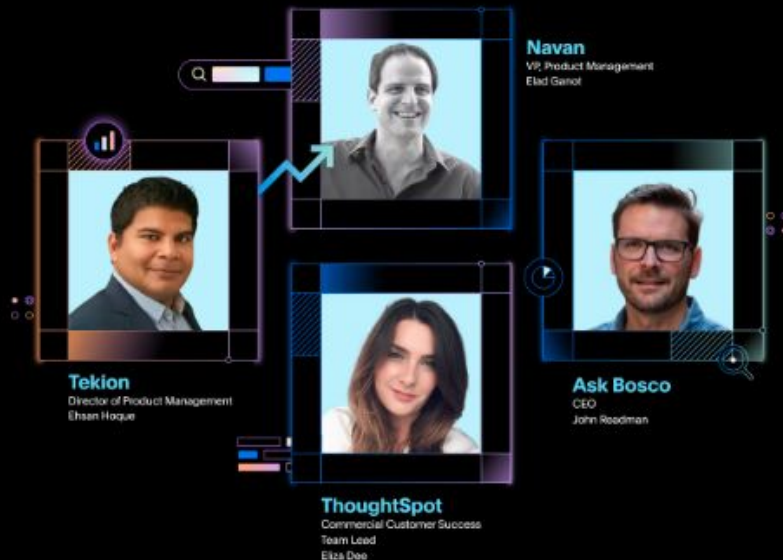 Navan
VP, Product Management
Elad Ganot
Tekion
Director of Product Management
Ehsan Hoque
Ask Bosco
CEO
John Readman
ThoughtSpot
Commercial Customer Success
Team Lead
Eliza Dee